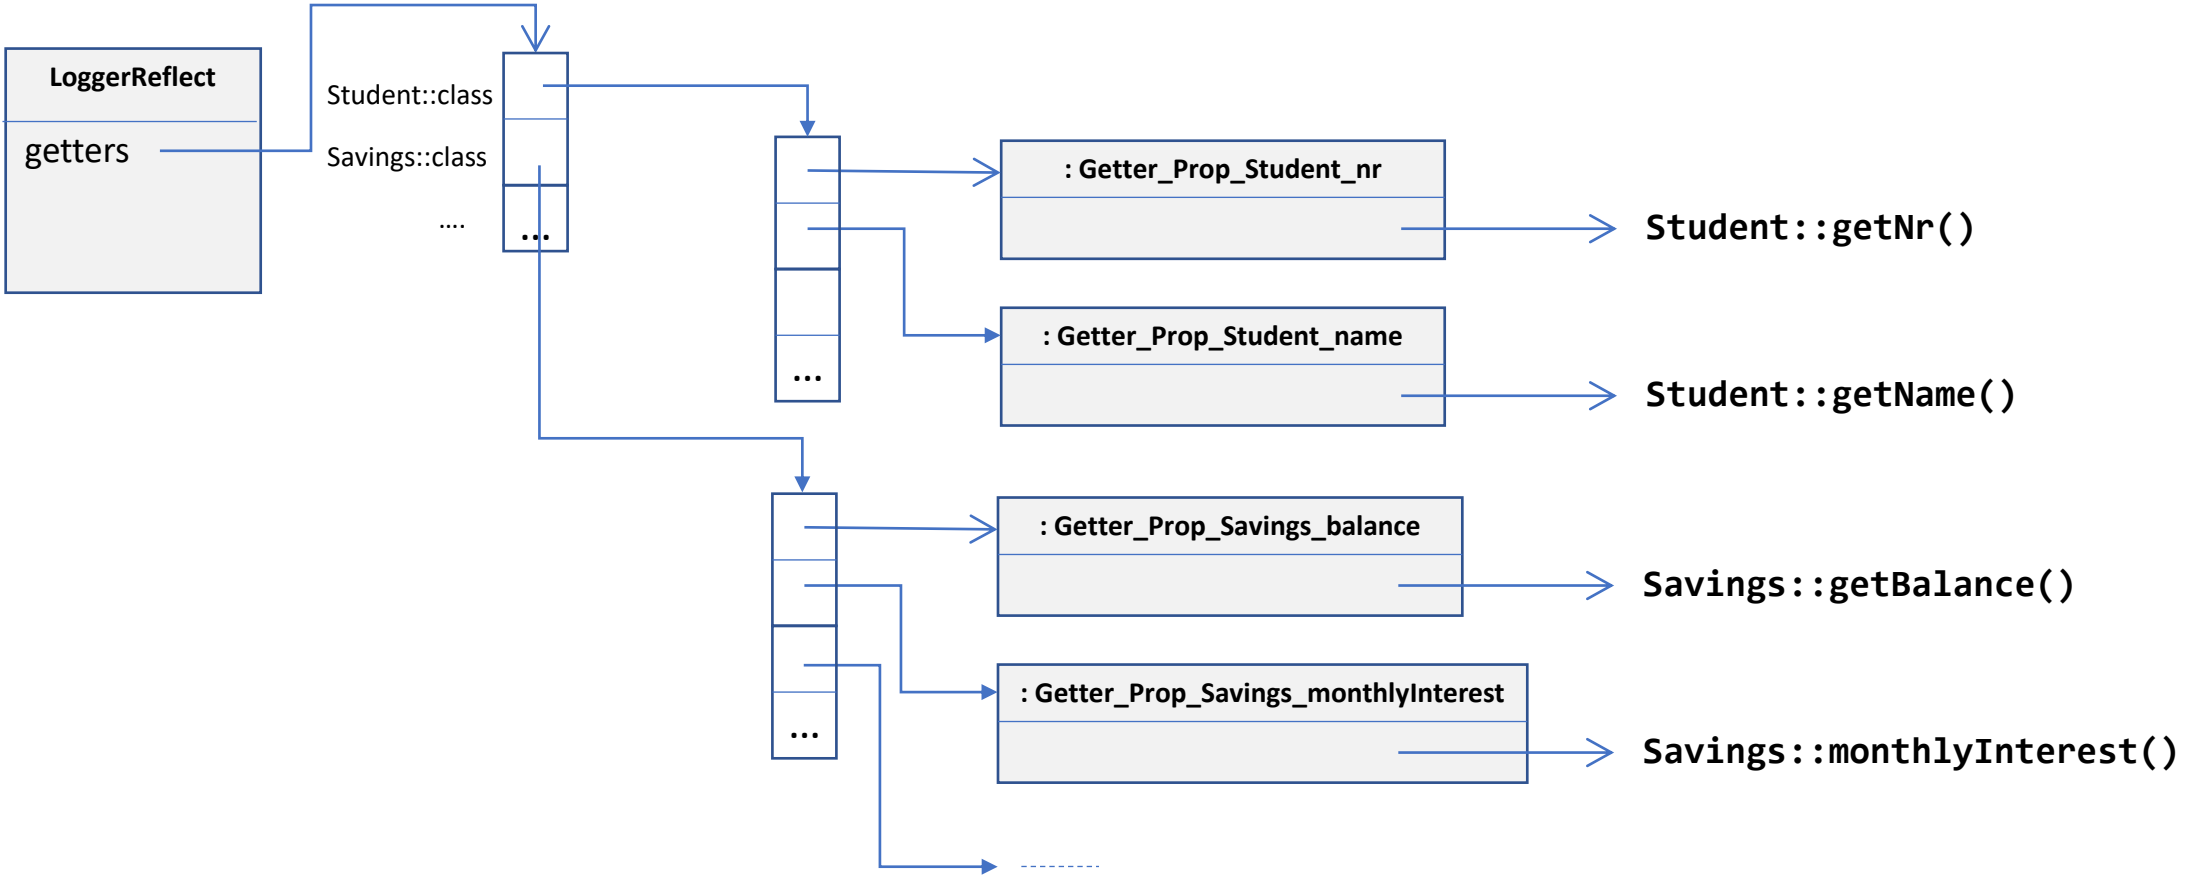 LoggerReflect
getters
Student::class
Savings::class
....
...
...
: Getter_Prop_Student_nr
Student::getNr()
: Getter_Prop_Student_name
Student::getName()
: Getter_Prop_Savings_balance
Savings::getBalance()
: Getter_Prop_Savings_monthlyInterest
Savings::monthlyInterest()
...